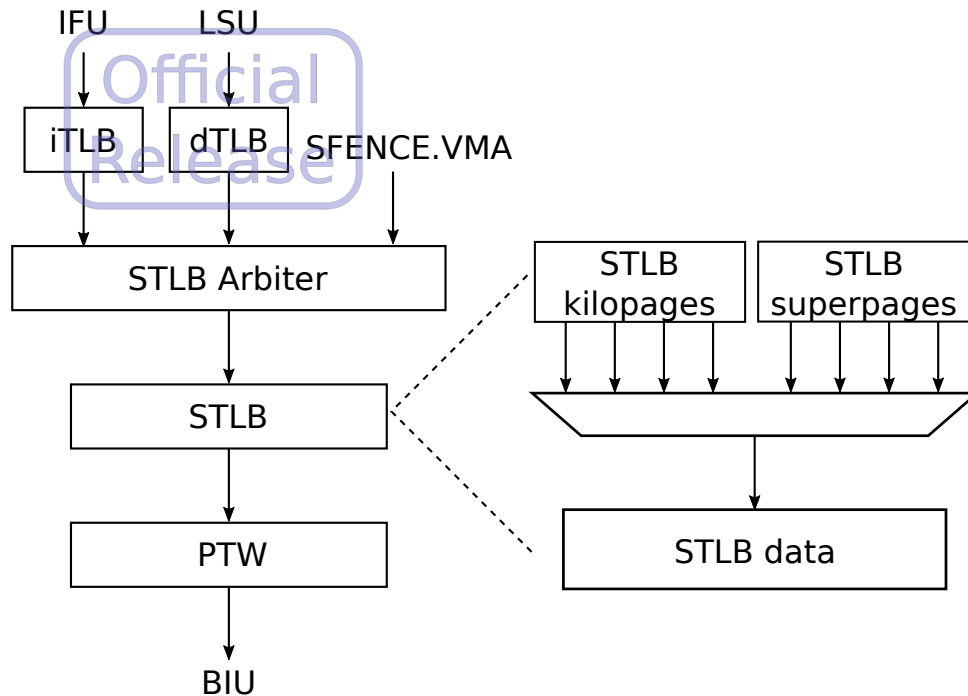 IFU
LSU
Official
Release
iTLB
dTLB
SFENCE.VMA
STLB Arbiter
STLB
kilopages
STLB
superpages
STLB
STLB data
PTW
BIU